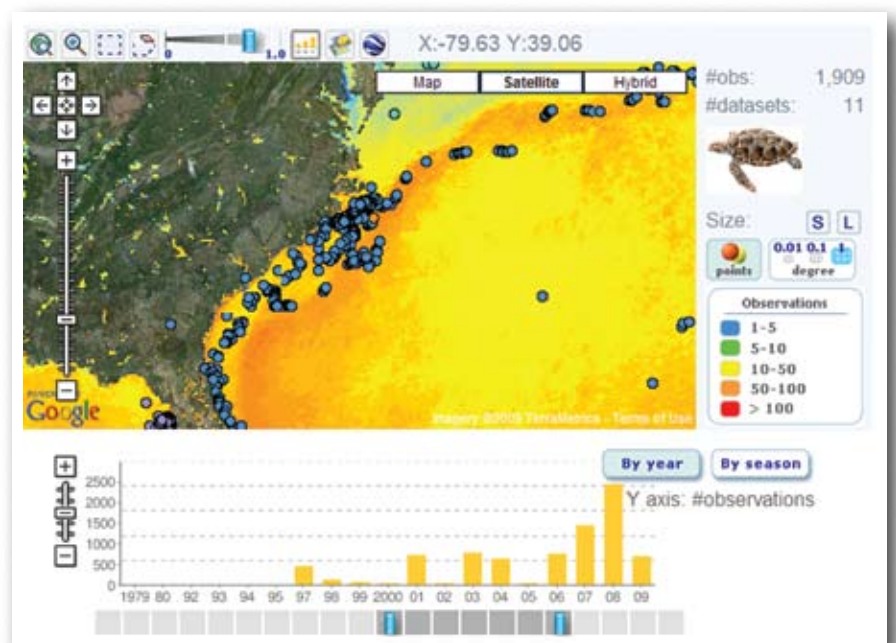 0 1.0 X:-79.63 Y:39.06
Map Satellite Hybrid
#obs: 1,909
#datasets: 11
Size: S L
points
0.01 0.1 1
degree
Observations
1-5
5-10
10-50
50-100
> 100
Google
Imagery ©2009 TerraMetrics - Terms of Use
By year By season
Y axis: #observations
2500
2000
1500
1000
500
0
1979 80 92 93 94 95 97 98 99 2000 01 02 03 04 05 06 07 08 09